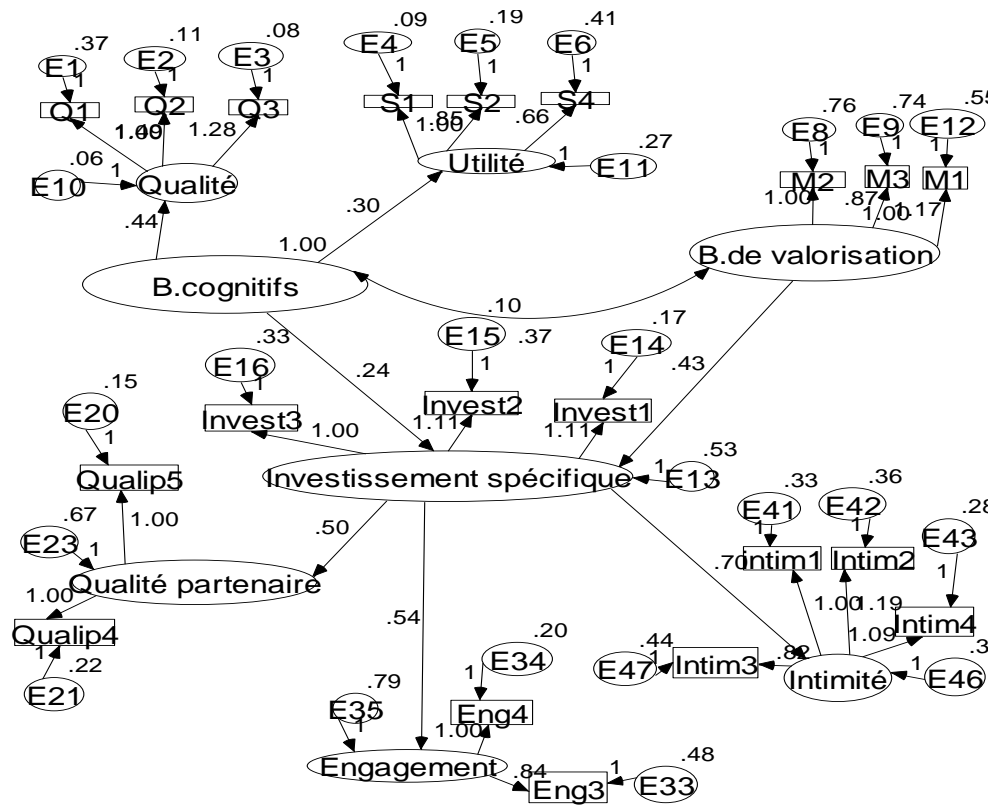 .37
.11
.08
.09
.19
.41
E1
E2
E3
E4
E5
E6
1
1
1
1
1
1
Q1
Q2
Q3
S1
S2
S4
1.28
1.00
.85
.66
.76
.74
.55
E8
E9
E12
1
1
1
M2
M3
M1
1.00
.87
1.00
1.17
.06
E10
1
Qualité
Utilité
1
E11
.27
.44
.30
1.00
B.cognitifs
B.de valorisation
.10
.33
.24
.43
E16
1
Invest3
1.00
E15
.37
1
Invest2
1.11
E14
.17
1
Invest1
1.11
Investissement spécifique
1
E13
.53
.15
E20
1
Qualip5
1.00
.67
E23
1
Qualité partenaire
1.00
Qualip4
1
E21
.22
.50
.54
.70
.33
E41
1
Intim1
1.00
.36
E42
1
Intim2
1.19
.28
E43
1
Intim4
1.09
.44
E47
1
Intim3
Intimité
1
E46
.20
E34
1
Eng4
1.00
.79
E35
1
Engagement
.84
Eng3
1
E33
.48